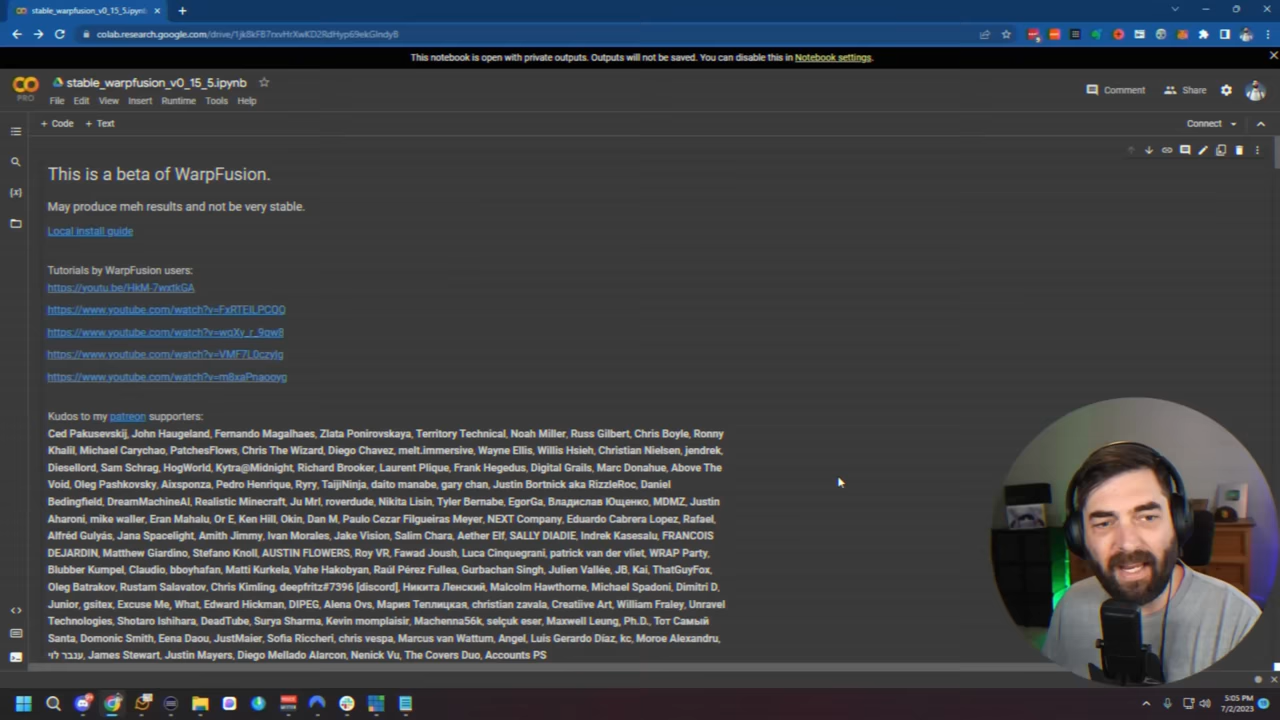 stable_warpfusion_v0_15_5.ipynb
This notebook is open with private outputs. Outputs will not be saved. You can disable this in Notebook settings.
PRO
stable_warpfusion_v0_15_5.ipynb
File Edit View Insert Runtime Tools Help
Comment Share
+ Code + Text
Connect
This is a beta of WarpFusion.
May produce meh results and not be very stable.
Local install guide
Tutorials by WarpFusion users:
https://youtu.be/HkM-7wxtkGA
https://www.youtube.com/watch?v=FxRTEILPCQQ
https://www.youtube.com/watch?v=wqXy_r_9qw8
https://www.youtube.com/watch?v=VMF7L0czyIg
https://www.youtube.com/watch?v=m8xaPnaooyg
Kudos to my patreon supporters:
Ced Pakusevskij, John Haugeland, Fernando Magalhaes, Zlata Ponirovskaya, Territory Technical, Noah Miller, Russ Gilbert, Chris Boyle, Ronny
Khalil, Michael Carychao, PatchesFlows, Chris The Wizard, Diego Chavez, melt.immersive, Wayne Ellis, Willis Hsieh, Christian Nielsen, jendrek,
Diesellord, Sam Schrag, HogWorld, Kytra@Midnight, Richard Brooker, Laurent Plique, Frank Hegedus, Digital Grails, Marc Donahue, Above The
Void, Oleg Pashkovsky, Aixsponza, Pedro Henrique, Ryry, TaijiNinja, daito manabe, gary chan, Justin Bortnick aka RizzleRoc, Daniel
Bedingfield, DreamMachineAI, Realistic Minecraft, Ju Mrl, roverdude, Nikita Lisin, Tyler Bernabe, EgorGa, Владислав Ющенко, MDMZ, Justin
Aharoni, mike waller, Eran Mahalu, Or E, Ken Hill, Okin, Dan M, Paulo Cezar Filgueiras Meyer, NEXT Company, Eduardo Cabrera Lopez, Rafael,
Alfréd Gulyás, Jana Spacelight, Amith Jimmy, Ivan Morales, Jake Vision, Salim Chara, Aether Elf, SALLY DIADIE, Indrek Kasesalu, FRANCOIS
DEJARDIN, Matthew Giardino, Stefano Knoll, AUSTIN FLOWERS, Roy VR, Fawad Joush, Luca Cinquegrani, patrick van der vliet, WRAP Party,
Blubber Kumpel, Claudio, bboyhafan, Matti Kurkela, Vahe Hakobyan, Raúl Pérez Fullea, Gurbachan Singh, Julien Vallée, JB, Kai, ThatGuyFox,
Oleg Batrakov, Rustam Salavatov, Chris Kimling, deepfritz#7396 [discord], Никита Ленский, Malcolm Hawthorne, Michael Spadoni, Dimitri D,
Junior, gsitex, Excuse Me, What, Edward Hickman, DIPEG, Alena Ovs, Мария Теплицкая, christian zavala, Creatiive Art, William Fraley, Unravel
Technologies, Shotaro Ishihara, DeadTube, Surya Sharma, Kevin momplaisir, Machenna56k, selçuk eser, Maxwell Leung, Ph.D., Тот Самый
Santa, Domonic Smith, Eena Daou, JustMaier, Sofia Riccheri, chris vespa, Marcus van Wattum, Angel, Luis Gerardo Díaz, kc, Moroe Alexandru,
ענבר לוי, James Stewart, Justin Mayers, Diego Mellado Alarcon, Nenick Vu, The Covers Duo, Accounts PS
5:05 PM
7/2/2023